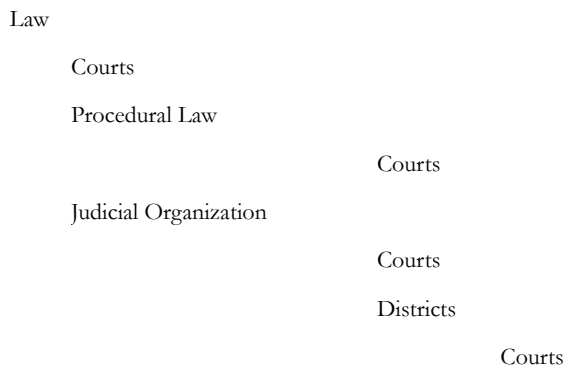 Law
Courts
Procedural Law
Courts
Judicial Organization
Courts
Districts
Courts